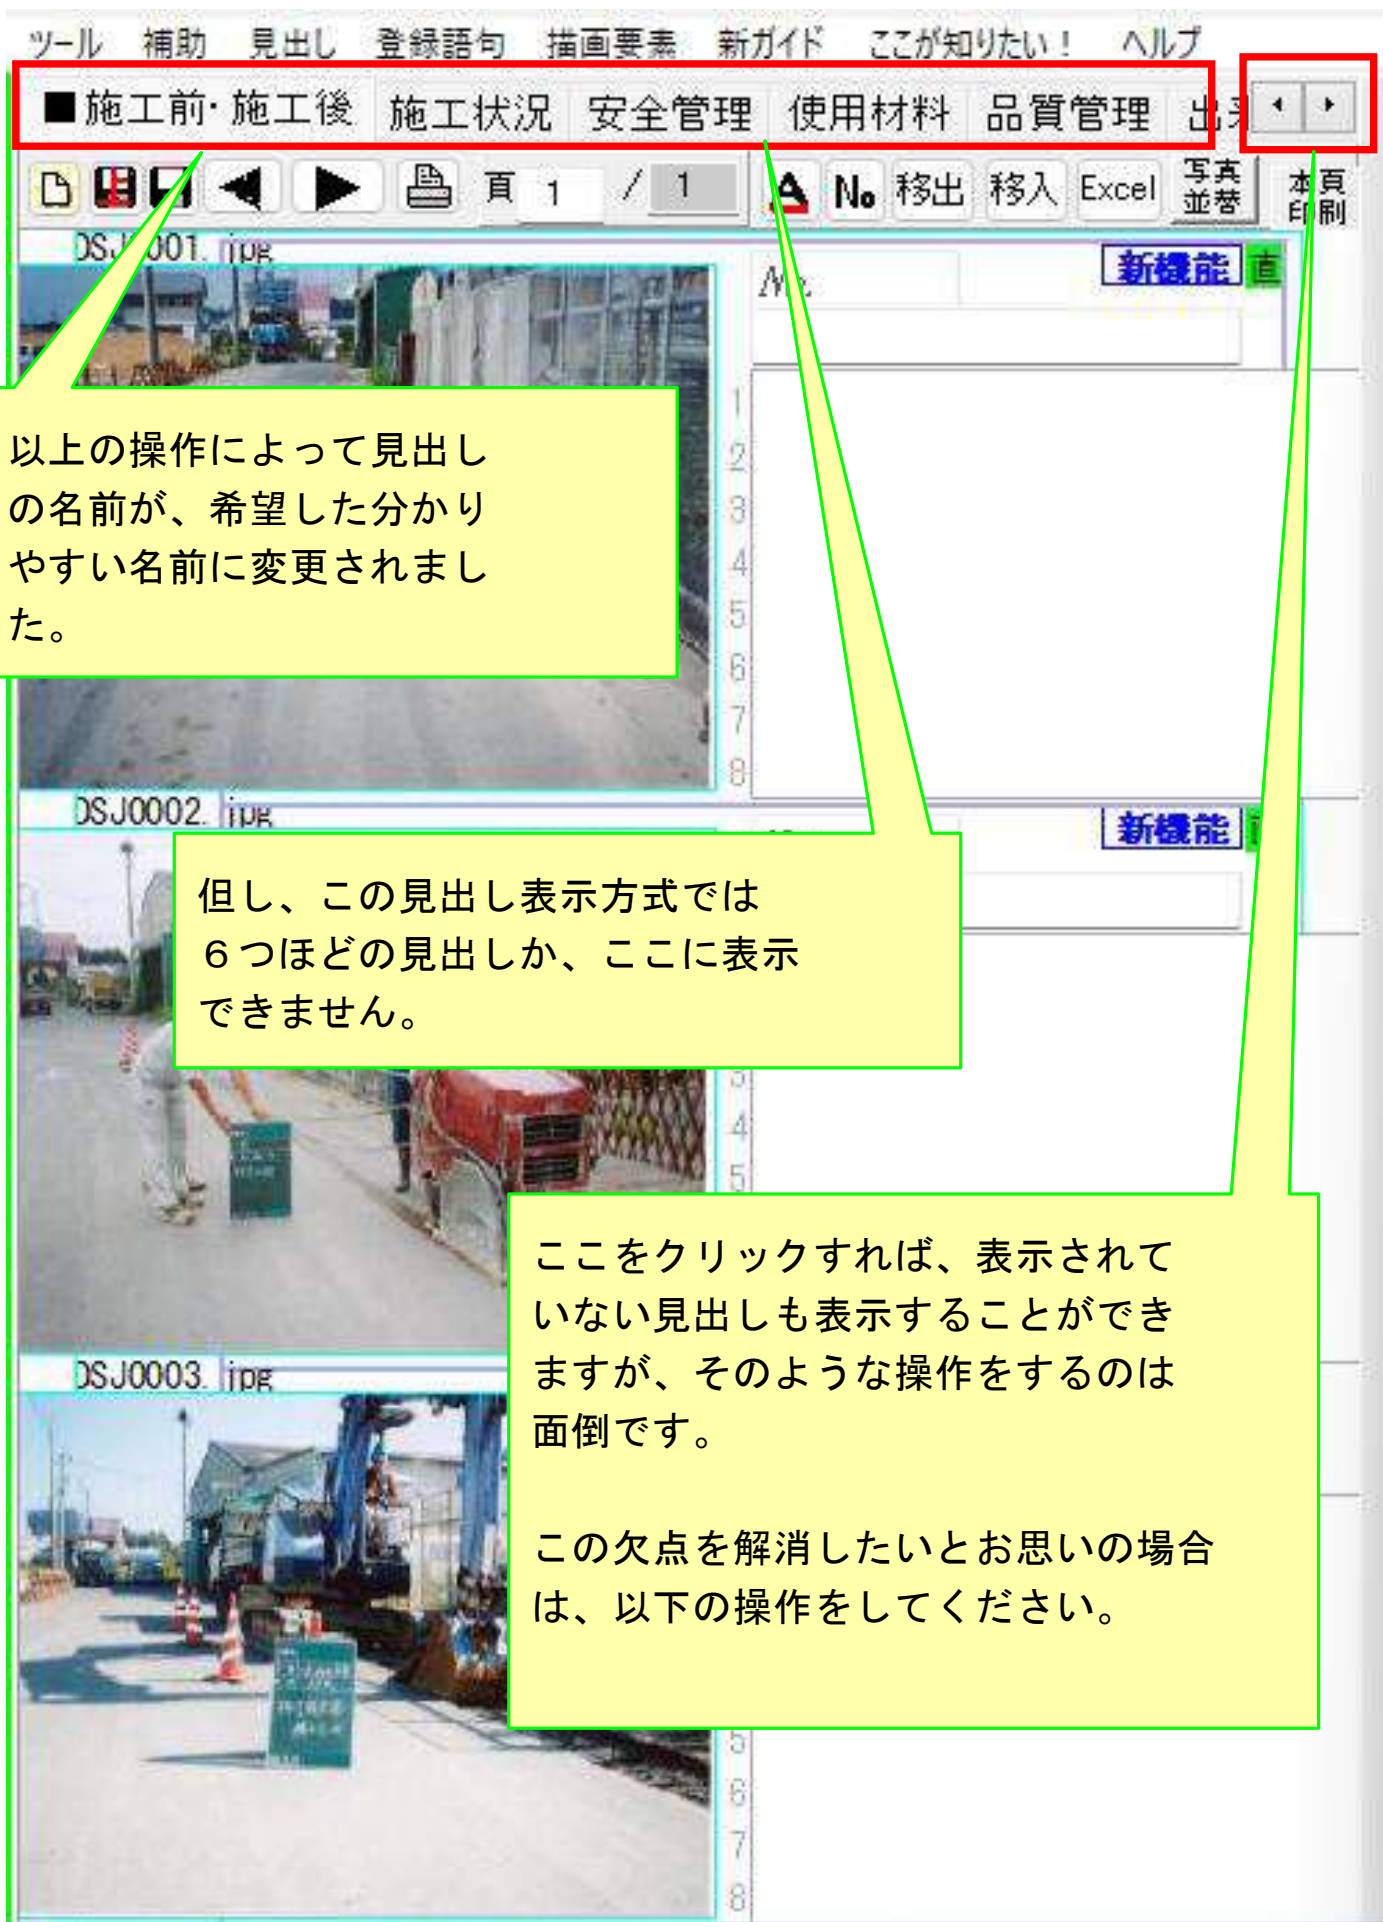 ツール 補助 見出し 登録語句 描画要素 新ガイド ここが知りたい！ ヘルプ
■施工前・施工後 施工状況 安全管理 使用材料 品質管理 出
頁 1 / 1 A No 移出 移入 Excel 写真並替 本頁印刷
DSJ0001. jpg
新機能 直
No.
1
2
3
4
5
6
7
8
以上の操作によって見出し
の名前が、希望した分かり
やすい名前に変更されまし
た。
DSJ0002. jpg
新機能
但し、この見出し表示方式では
６つほどの見出しか、ここに表示
できません。
3
4
5
DSJ0003. jpg
ここをクリックすれば、表示されて
いない見出しも表示することができ
ますが、そのような操作をするのは
面倒です。
この欠点を解消したいとお思いの場合
は、以下の操作をしてください。
5
6
7
8